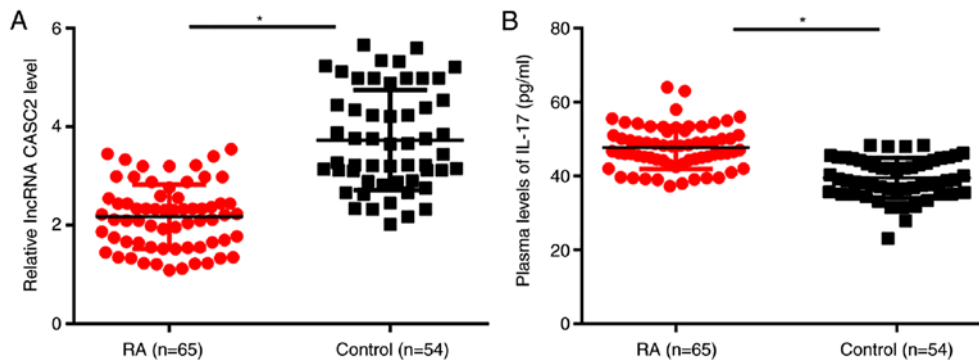 A
*
Relative lncRNA CASC2 level
6
4
2
0
RA (n=65)
Control (n=54)
B
*
Plasma levels of IL-17 (pg/ml)
80
60
40
20
0
RA (n=65)
Control (n=54)